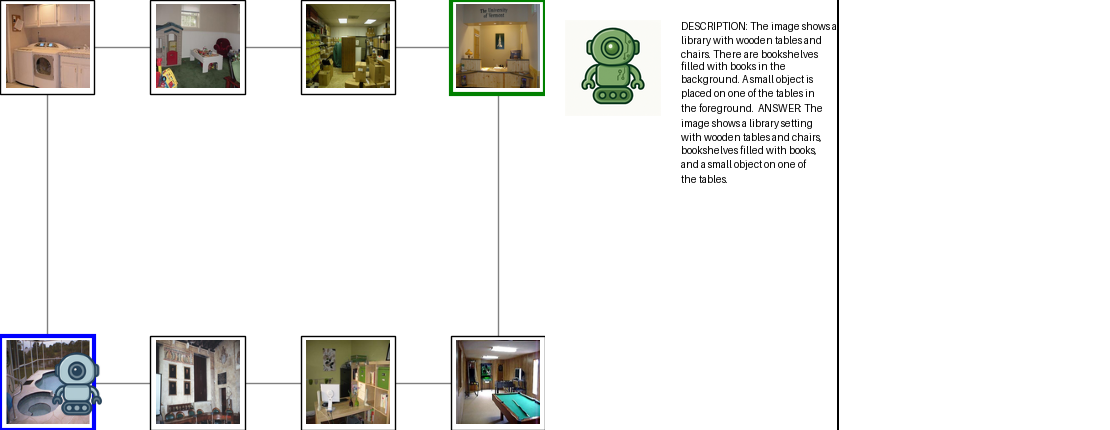 The University
of Vermont
DESCRIPTION: The image shows a
library with wooden tables and
chairs. There are bookshelves
filled with books in the
background. A small object is
placed on one of the tables in
the foreground.  ANSWER: The
image shows a library setting
with wooden tables and chairs,
bookshelves filled with books,
and a small object on one of
the tables.